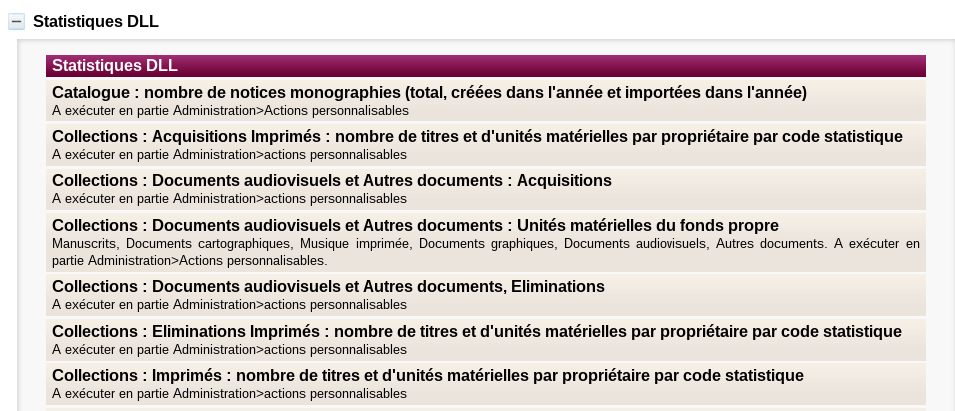 Statistiques DLL
Statistiques DLL
Catalogue : nombre de notices monographies (total, créées dans l'année et importées dans l'année)
A exécuter en partie Administration>Actions personnalisables
Collections : Acquisitions Imprimés : nombre de titres et d'unités matérielles par propriétaire par code statistique
A exécuter en partie Administration>actions personnalisables
Collections : Documents audiovisuels et Autres documents : Acquisitions
A exécuter en partie Administration>actions personnalisables
Collections : Documents audiovisuels et Autres documents : Unités matérielles du fonds propre
Manuscrits, Documents cartographiques, Musique imprimée, Documents graphiques, Documents audiovisuels, Autres documents. A exécuter en
partie Administration>Actions personnalisables.
Collections : Documents audiovisuels et Autres documents, Eliminations
A exécuter en partie Administration>actions personnalisables
Collections : Eliminations Imprimés : nombre de titres et d'unités matérielles par propriétaire par code statistique
A exécuter en partie Administration>actions personnalisables
Collections : Imprimés : nombre de titres et d'unités matérielles par propriétaire par code statistique
A exécuter en partie Administration>actions personnalisables